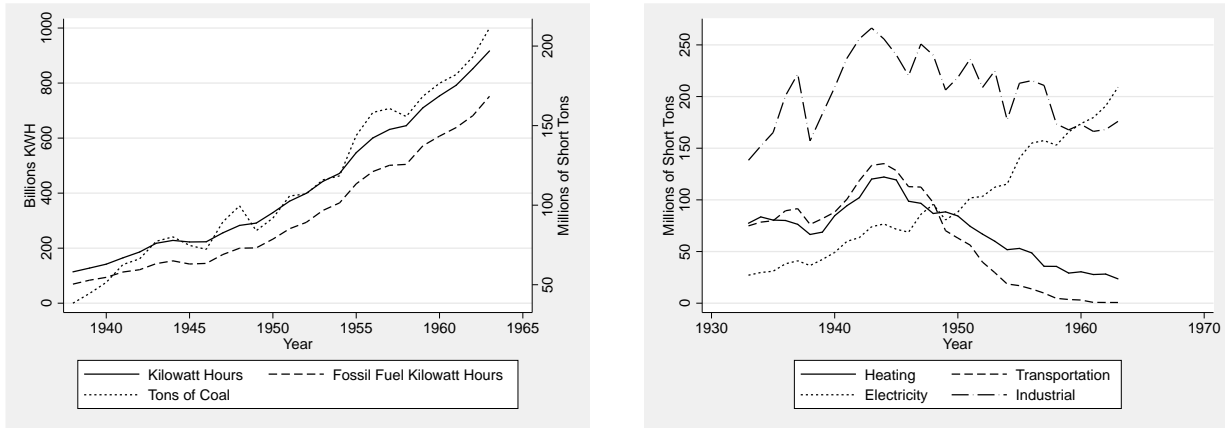 1000
800
600
400
200
0
Billions KWH
200
150
100
50
Millions of Short Tons
1940 1945 1950 1955 1960 1965
Year
Kilowatt Hours Fossil Fuel Kilowatt Hours
Tons of Coal
250
200
150
100
50
0
Millions of Short Tons
1930 1940 1950 1960 1970
Year
Heating Transportation
Electricity Industrial